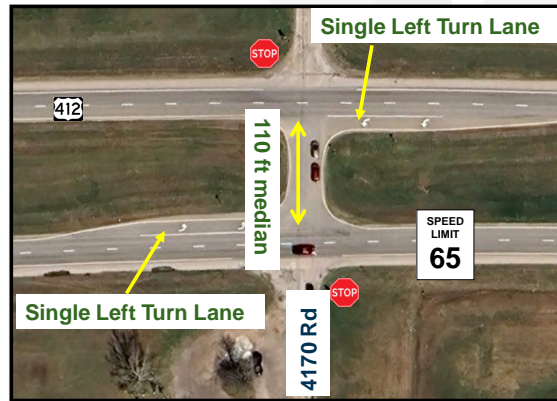 Single Left Turn Lane
STOP
412
110 ft median
SPEED
LIMIT
65
Single Left Turn Lane
STOP
4170 Rd